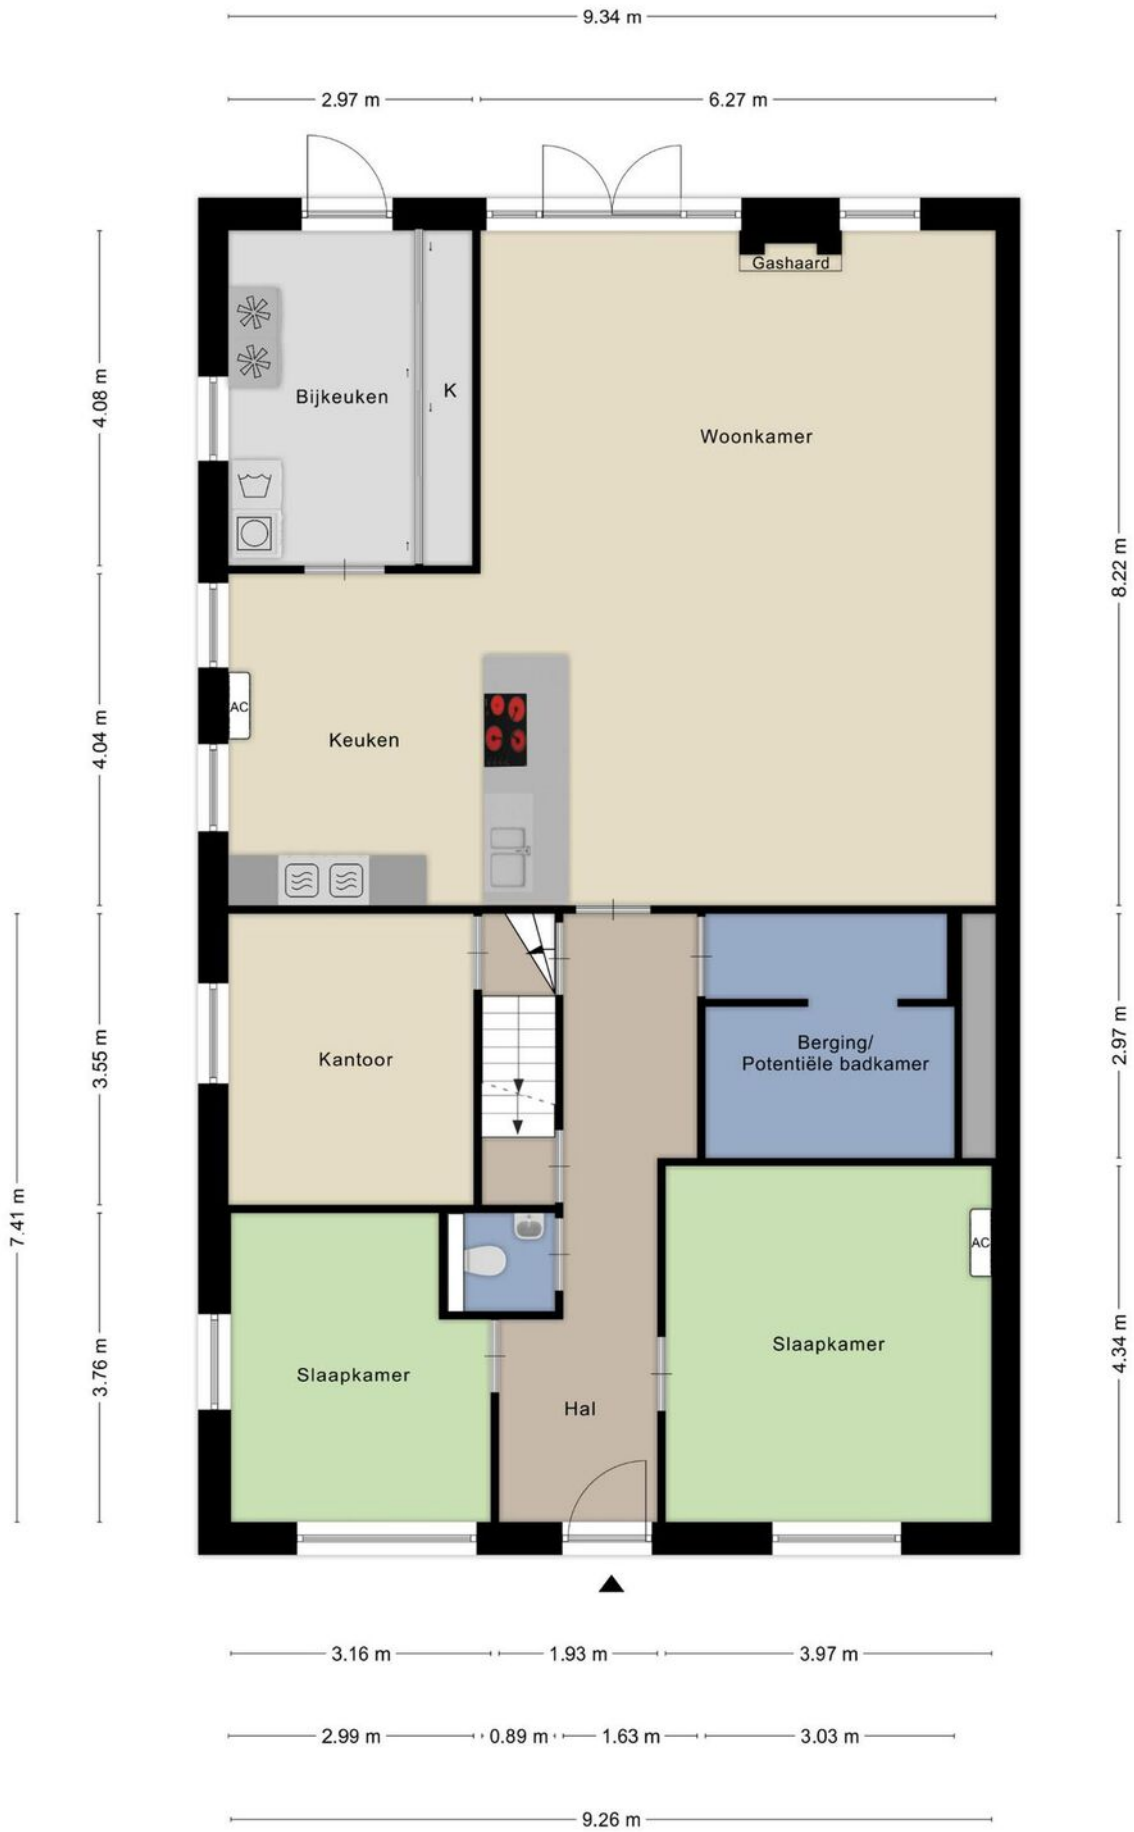 9.34 m
2.97 m
6.27 m
Gashaard
Bijkeuken
K
Woonkamer
4.08 m
8.22 m
AC
Keuken
4.04 m
Kantoor
Berging/
Potentiële badkamer
3.55 m
2.97 m
7.41 m
AC
Slaapkamer
Slaapkamer
Hal
3.76 m
4.34 m
3.16 m
1.93 m
3.97 m
2.99 m
0.89 m
1.63 m
3.03 m
9.26 m